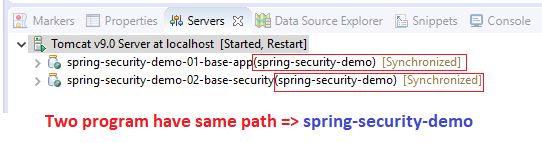 Markers Properties Servers Data Source Explorer Snippets Console
Tomcat v9.0 Server at localhost [Started, Restart]
spring-security-demo-01-base-app(spring-security-demo) [Synchronized]
spring-security-demo-02-base-security(spring-security-demo) [Synchronized]
Two program have same path => spring-security-demo